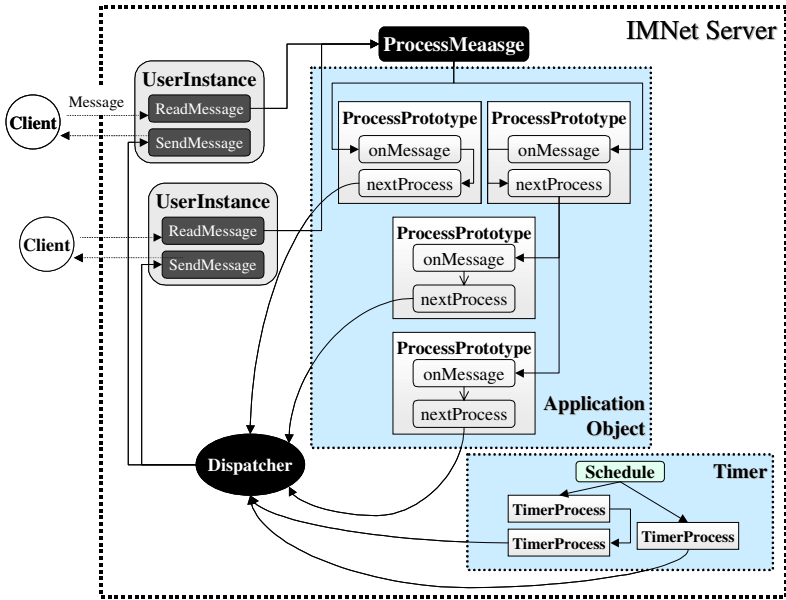 IMNet Server
ProcessMeaasge
UserInstance
ReadMessage
SendMessage
Message
Client
UserInstance
ReadMessage
SendMessage
Client
ProcessPrototype
onMessage
nextProcess
ProcessPrototype
onMessage
nextProcess
ProcessPrototype
onMessage
nextProcess
ProcessPrototype
onMessage
nextProcess
Application
Object
Dispatcher
Schedule
Timer
TimerProcess
TimerProcess
TimerProcess